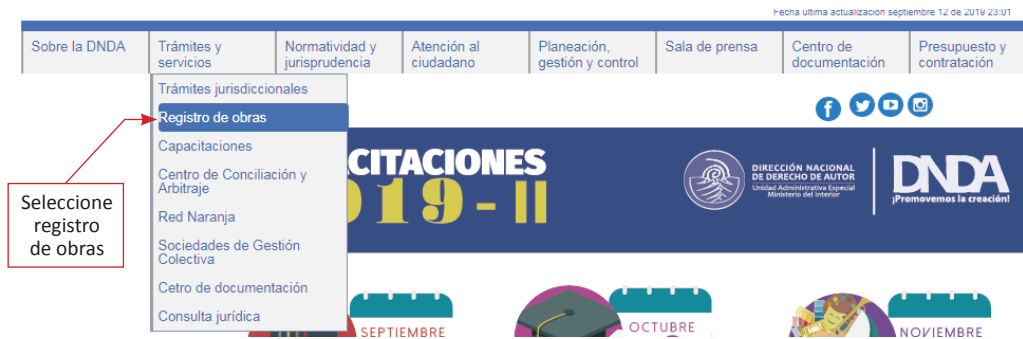 Fecha ultima actualizacion septiembre 12 de 2019 23:01
Sobre la DNDA
Trámites y
servicios
Normatividad y
jurisprudencia
Atención al
ciudadano
Planeación,
gestión y control
Sala de prensa
Centro de
documentación
Presupuesto y
contratación
Trámites jurisdiccionales
Registro de obras
Capacitaciones
Centro de Conciliación y
Arbitraje
Red Naranja
Sociedades de Gestión
Colectiva
Cetro de documentación
Consulta jurídica
Seleccione
registro
de obras
CITACIONES
019 - II
DIRECCIÓN NACIONAL
DE DERECHO DE AUTOR
Unidad Administrativa Especial
Ministerio del Interior
DNDA
¡Promovemos la creación!
SEPTIEMBRE
OCTUBRE
NOVIEMBRE